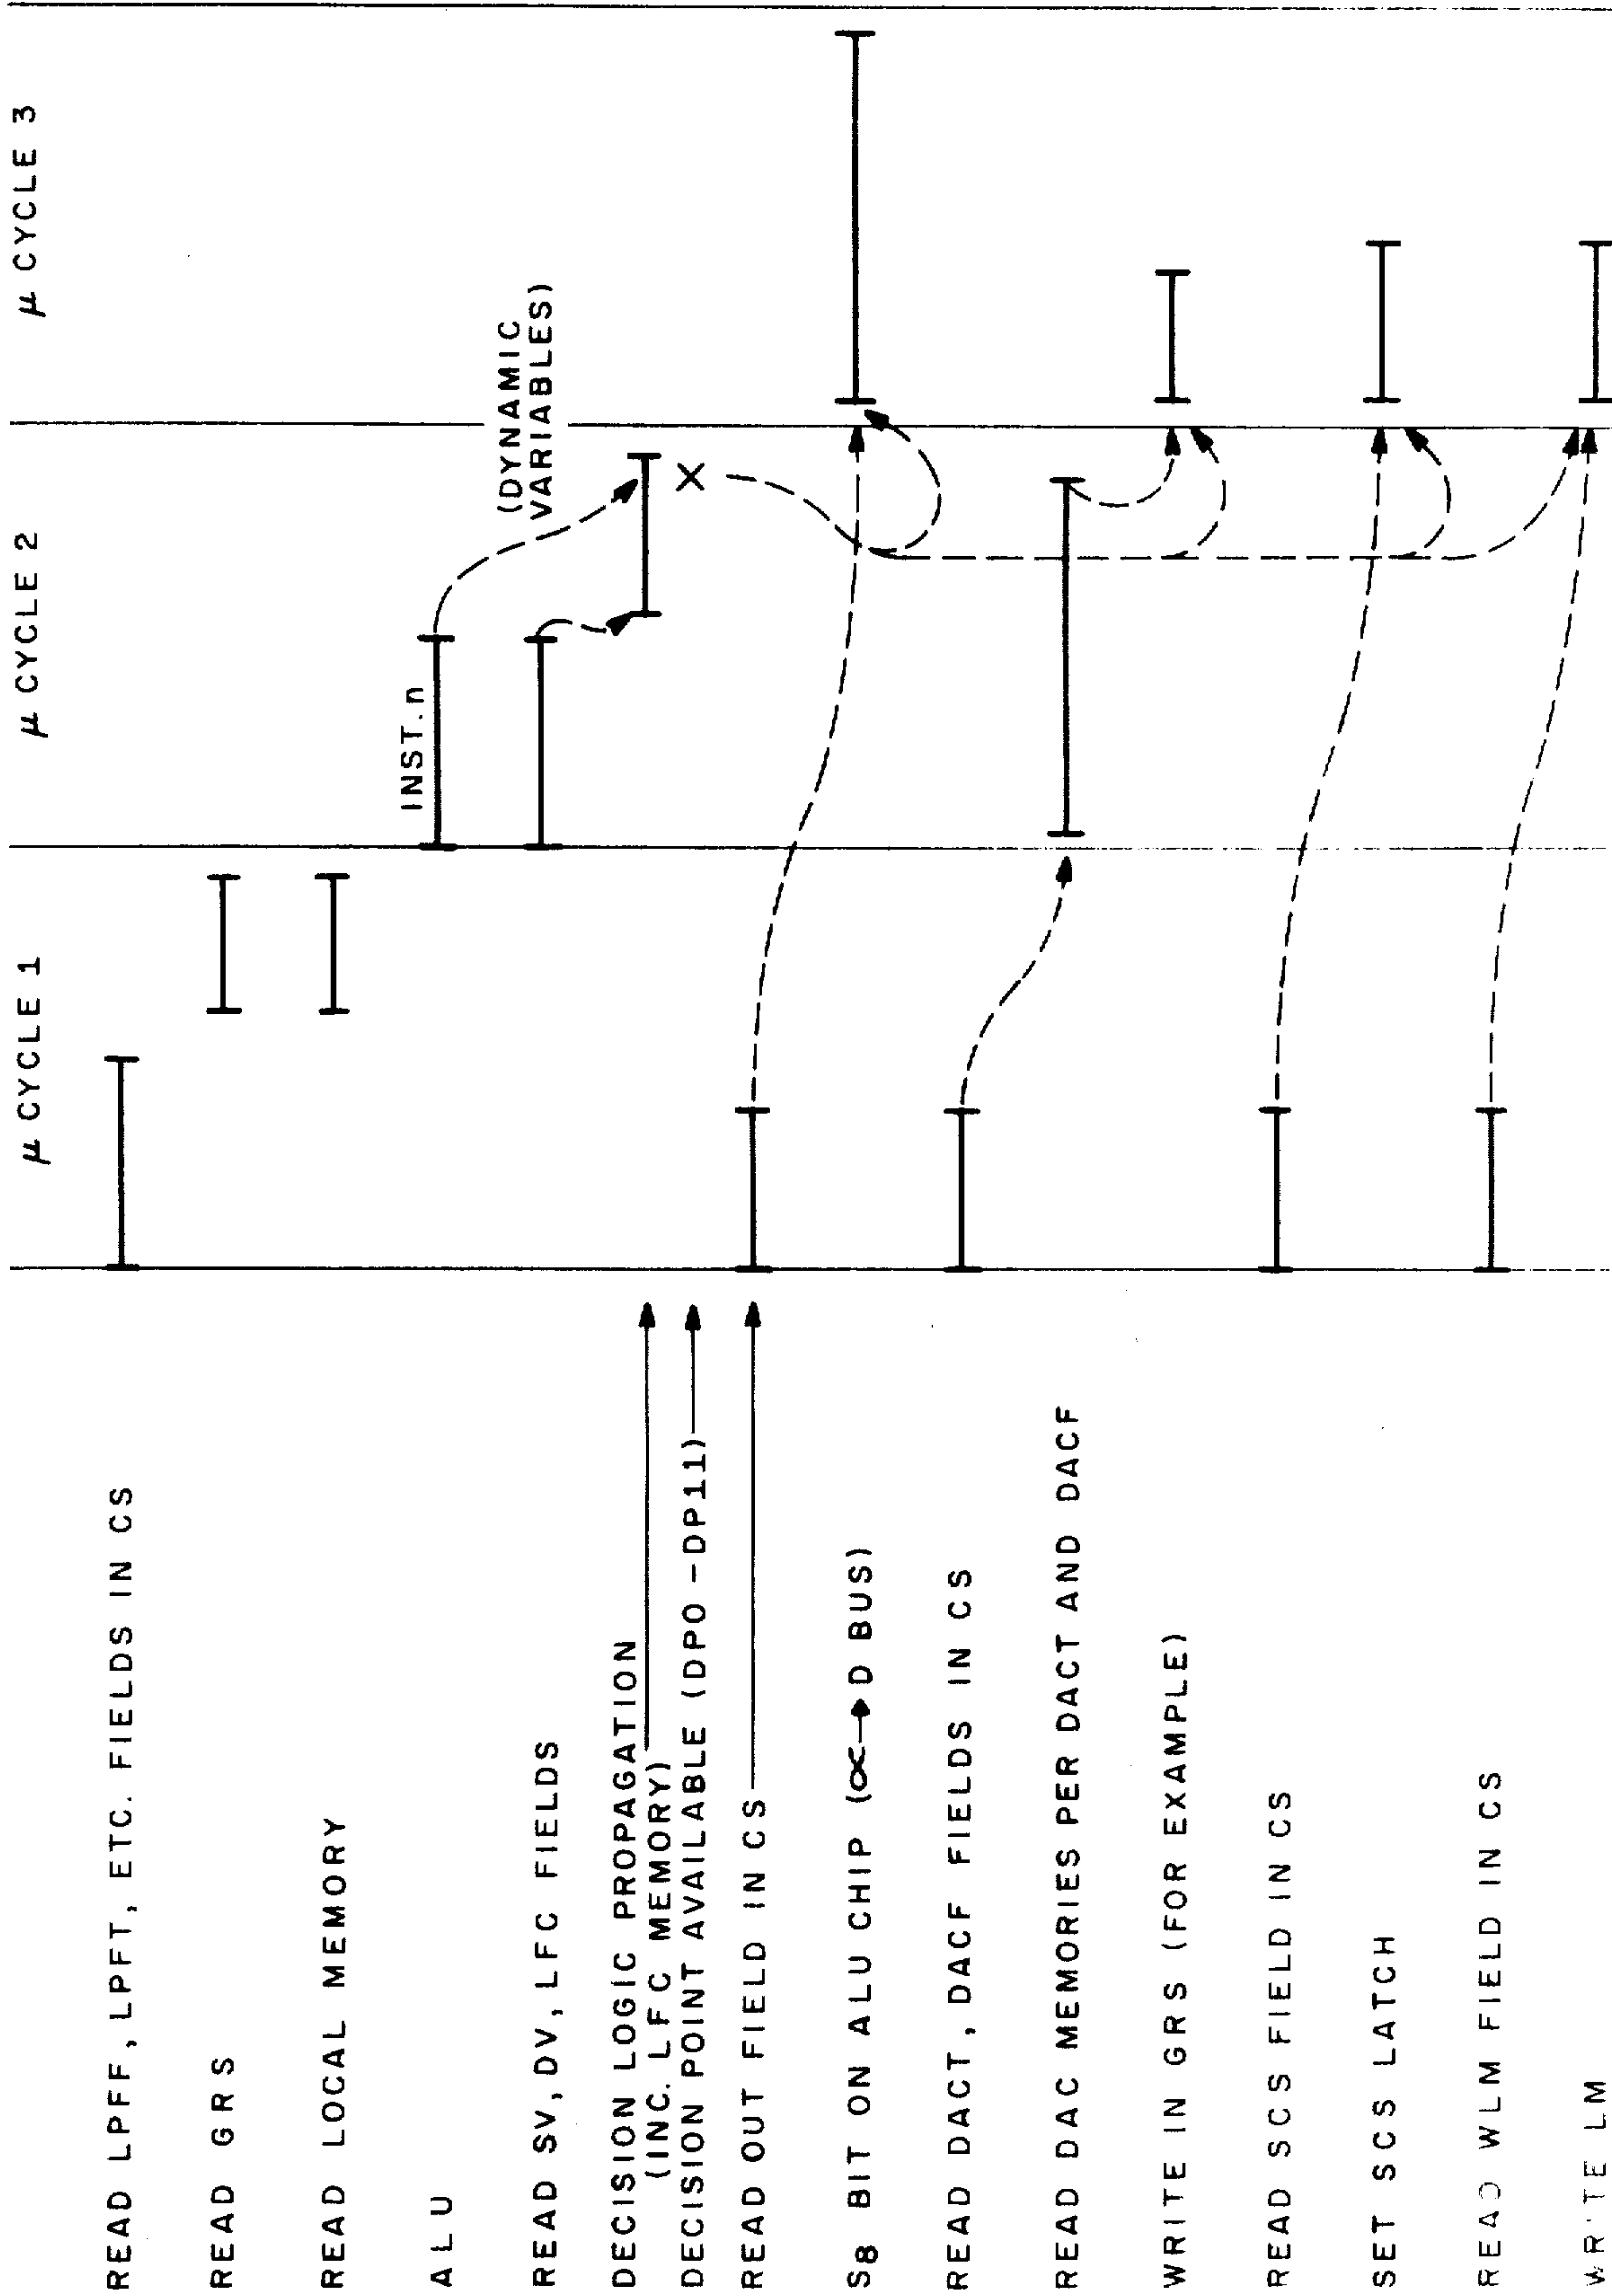 μ CYCLE 1
μ CYCLE 2
μ CYCLE 3
READ LPFF, LPFT, ETC. FIELDS IN CS
READ GRS
READ LOCAL MEMORY
ALU
INST. n
READ SV, DV, LFC FIELDS
(DYNAMIC
VARIABLES)
DECISION LOGIC PROPAGATION
(INC. LFC MEMORY)
DECISION POINT AVAILABLE (DPO-DP11)
X
READ OUT FIELD IN CS
S8 BIT ON ALU CHIP (∝→D BUS)
READ DACT, DACF FIELDS IN CS
READ DAC MEMORIES PER DACT AND DACF
WRITE IN GRS (FOR EXAMPLE)
READ SCS FIELD IN CS
SET SCS LATCH
READ WLM FIELD IN CS
WRITE LM